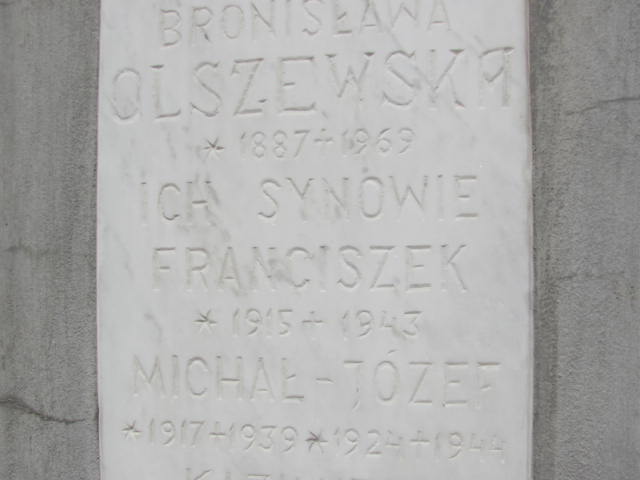 BRONISŁAWA
OLSZEWSKA
* 1887 + 1969
ICH SYNOWIE
FRANCISZEK
* 1915 + 1943
MICHAŁ - JÓZEF
* 1917 + 1939 * 1924 + 1944